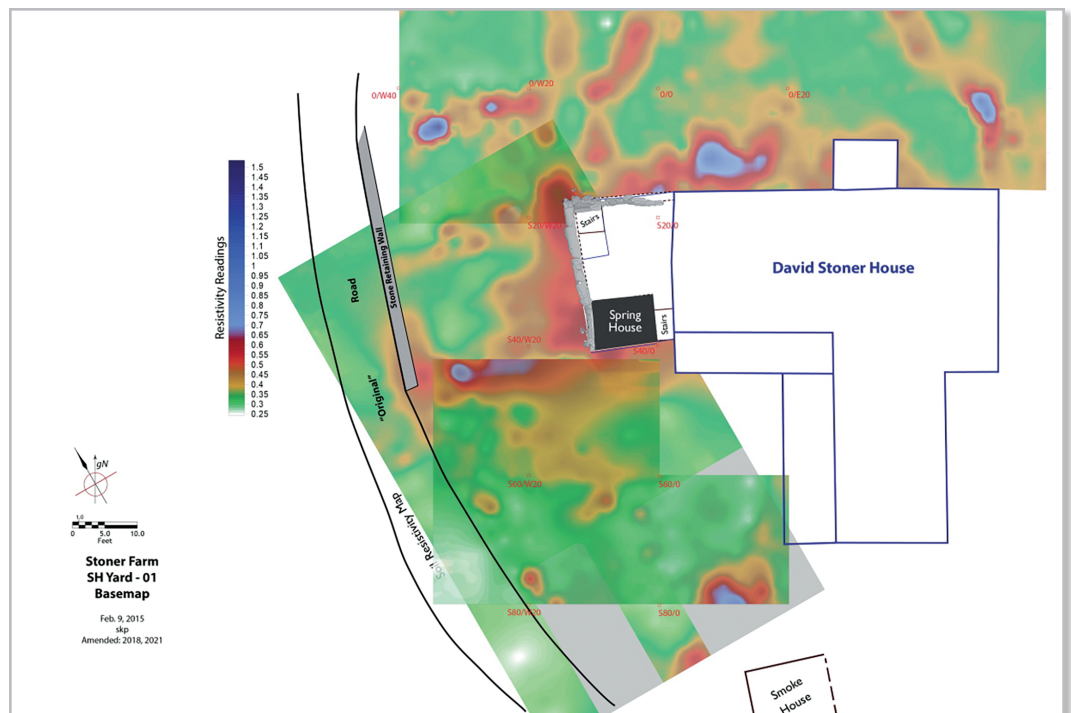 0/W40
0/W20
0/0
0/E20
S20/W20
S20/0
Stairs
David Stoner House
Spring
House
Stairs
S40/W20
S40/0
Stone Retaining Wall
Road
"Original"
Resistivity Readings
1.5
1.45
1.35
1.3
1.25
1.2
1.15
1.1
1.05
1
0.95
0.9
0.85
0.8
0.75
0.7
0.65
0.6
0.55
0.5
0.45
0.4
0.35
0.3
0.25
gN
1.0
0 5.0 10.0
Feet
Stoner Farm
SH Yard - 01
Basemap
Feb. 9, 2015
skp
Amended: 2018, 2021
Soil Resistivity Map
S60/W20
S60/0
S80/W20
S80/0
Smoke
House